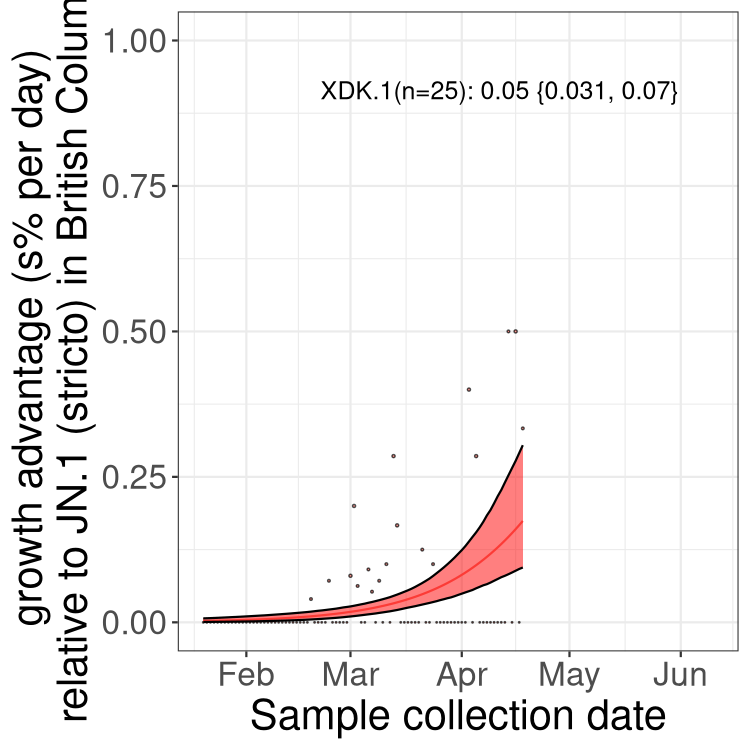 growth advantage (s% per day)
relative to JN.1 (stricto) in British Colum
1.00
0.75
0.50
0.25
0.00
XDK.1(n=25): 0.05 {0.031, 0.07}
Feb Mar Apr May Jun
Sample collection date